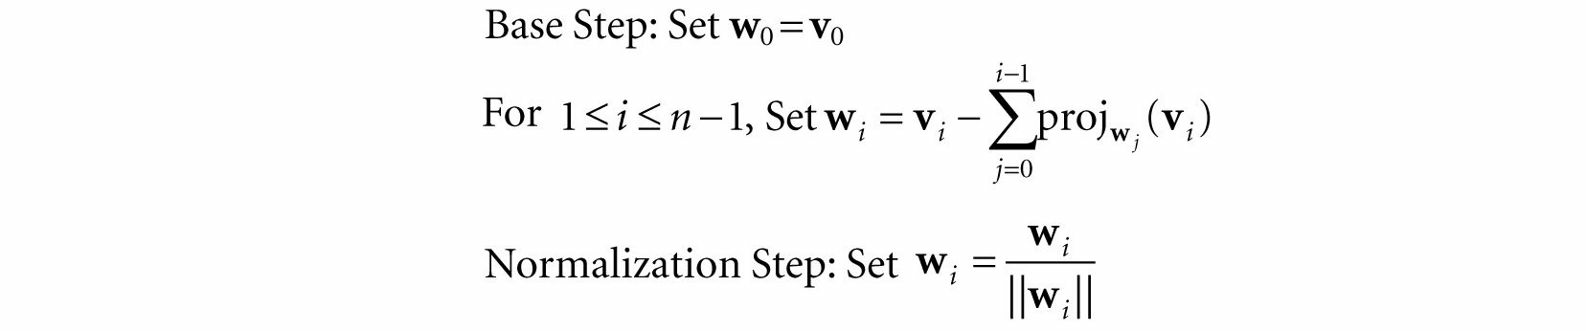 Base Step: Set w₀=v₀
For 1≤i≤n−1, Set wᵢ = vᵢ − ∑_{j=0}^{i−1} proj_{w_j}(vᵢ)
Normalization Step: Set wᵢ = wᵢ / ||wᵢ||